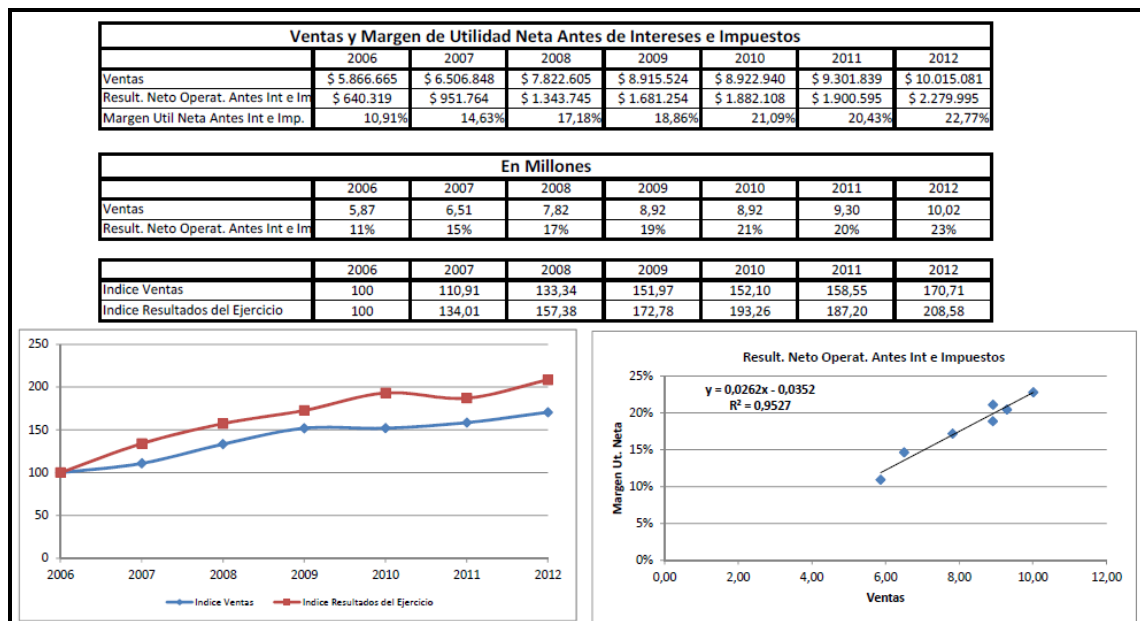 Ventas y Margen de Utilidad Neta Antes de Intereses e Impuestos
2006 2007 2008 2009 2010 2011 2012
Ventas $ 5.866.665 $ 6.506.848 $ 7.822.605 $ 8.915.524 $ 8.922.940 $ 9.301.839 $ 10.015.081
Result. Neto Operat. Antes Int e Im $ 640.319 $ 951.764 $ 1.343.745 $ 1.681.254 $ 1.882.108 $ 1.900.595 $ 2.279.995
Margen Util Neta Antes Int e Imp. 10,91% 14,63% 17,18% 18,86% 21,09% 20,43% 22,77%
En Millones
2006 2007 2008 2009 2010 2011 2012
Ventas 5,87 6,51 7,82 8,92 8,92 9,30 10,02
Result. Neto Operat. Antes Int e Im 11% 15% 17% 19% 21% 20% 23%
2006 2007 2008 2009 2010 2011 2012
Indice Ventas 100 110,91 133,34 151,97 152,10 158,55 170,71
Indice Resultados del Ejercicio 100 134,01 157,38 172,78 193,26 187,20 208,58
250
200
150
100
50
0
2006 2007 2008 2009 2010 2011 2012
Indice Ventas Indice Resultados del Ejercicio
Result. Neto Operat. Antes Int e Impuestos
y = 0,0262x - 0,0352
R² = 0,9527
Margen Ut. Neta
25%
20%
15%
10%
5%
0%
0,00 2,00 4,00 6,00 8,00 10,00 12,00
Ventas